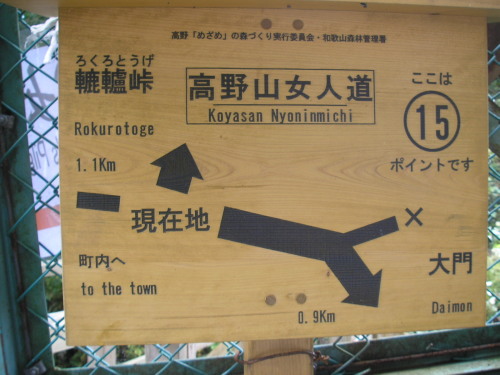 高野「めざめ」の森づくり実行委員会・和歌山森林管理署
ろくろとうげ
轆轤峠
Rokurotoge
1.1Km
高野山女人道
Koyasan Nyoninmichi
ここは
15
ポイントです
現在地
×
町内へ
to the town
大門
Daimon
0.9Km